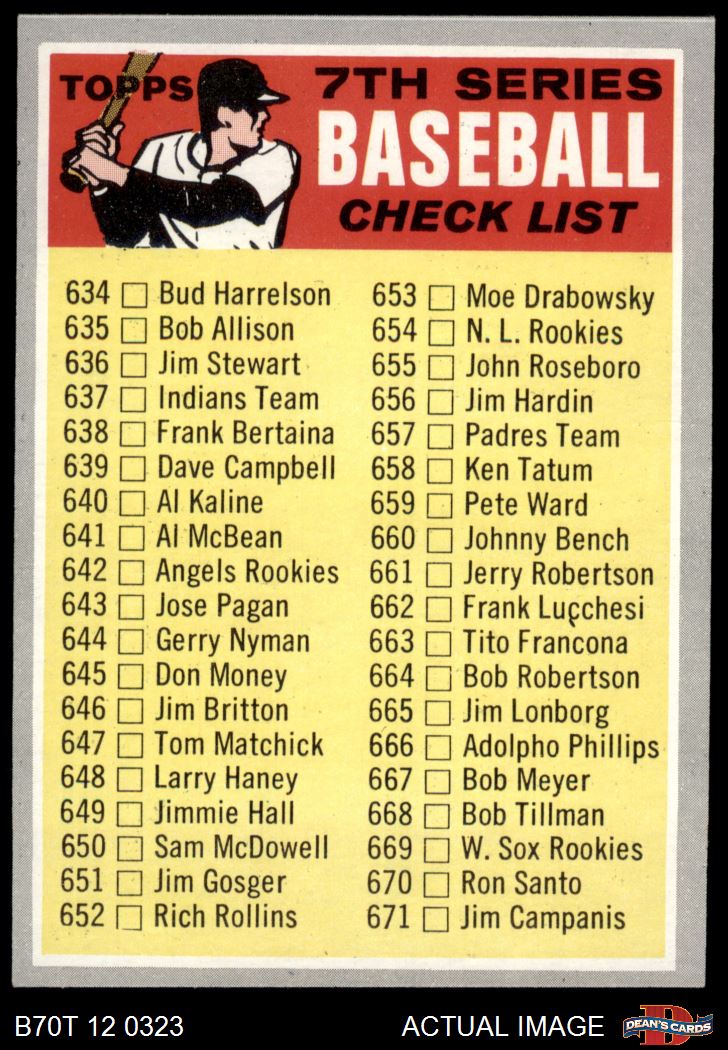 TOPPS
7TH SERIES
BASEBALL
CHECK LIST
634 Bud Harrelson
635 Bob Allison
636 Jim Stewart
637 Indians Team
638 Frank Bertaina
639 Dave Campbell
640 Al Kaline
641 Al McBean
642 Angels Rookies
643 Jose Pagan
644 Gerry Nyman
645 Don Money
646 Jim Britton
647 Tom Matchick
648 Larry Haney
649 Jimmie Hall
650 Sam McDowell
651 Jim Gosger
652 Rich Rollins
653 Moe Drabowsky
654 N. L. Rookies
655 John Roseboro
656 Jim Hardin
657 Padres Team
658 Ken Tatum
659 Pete Ward
660 Johnny Bench
661 Jerry Robertson
662 Frank Lucchesi
663 Tito Francona
664 Bob Robertson
665 Jim Lonborg
666 Adolpho Phillips
667 Bob Meyer
668 Bob Tillman
669 W. Sox Rookies
670 Ron Santo
671 Jim Campanis
B70T 12 0323
ACTUAL IMAGE
D
DEAN'S CARDS